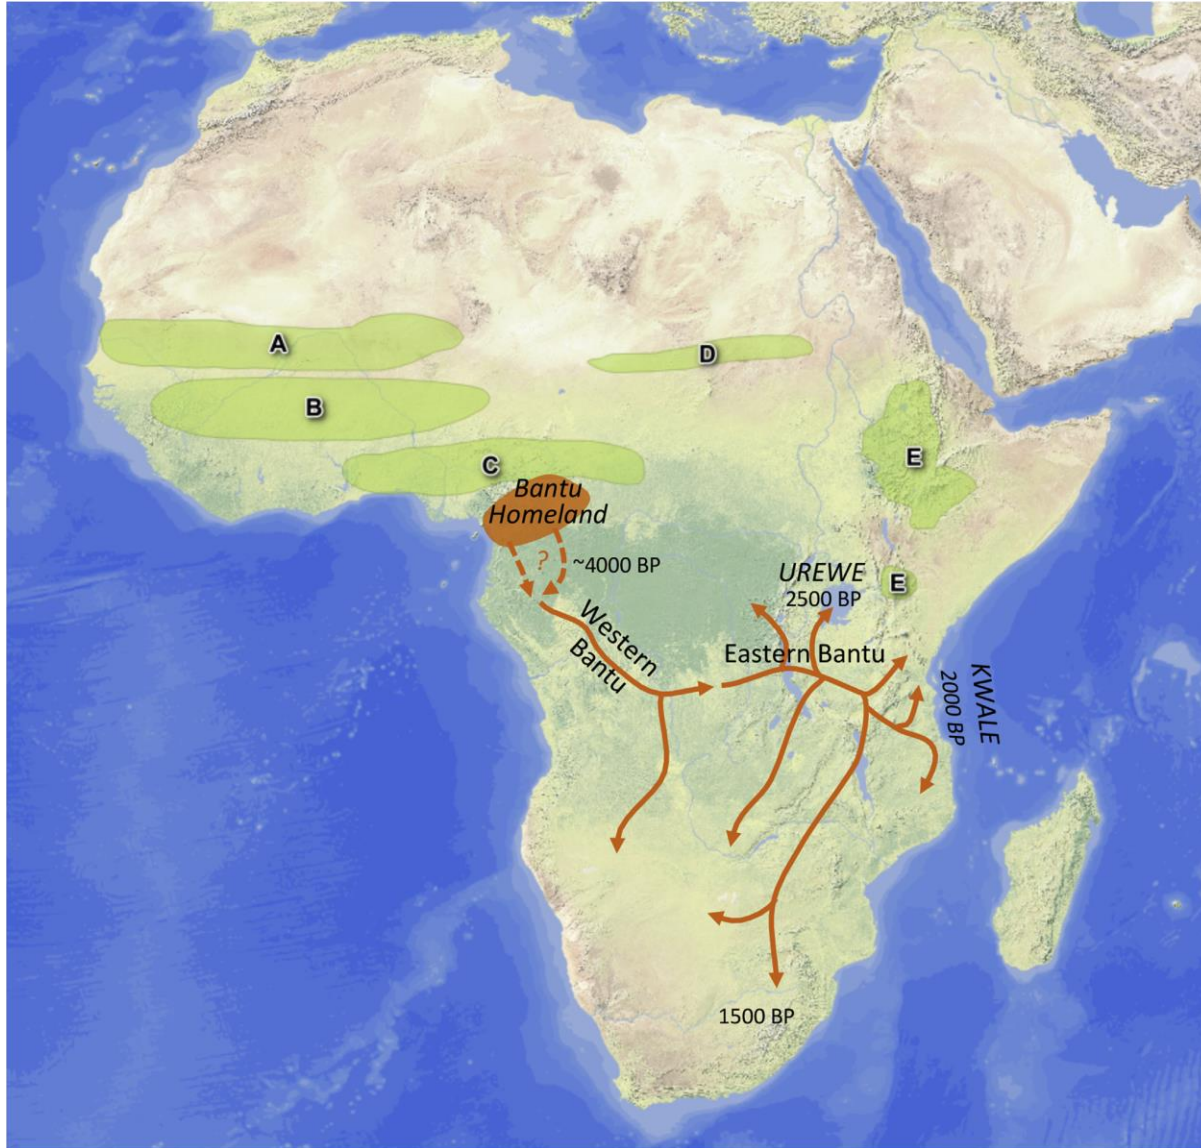 A
D
B
E
C
Bantu
Homeland
?
~4000 BP
UREWE
2500 BP
E
Western
Bantu
Eastern Bantu
KWALE
2000 BP
1500 BP